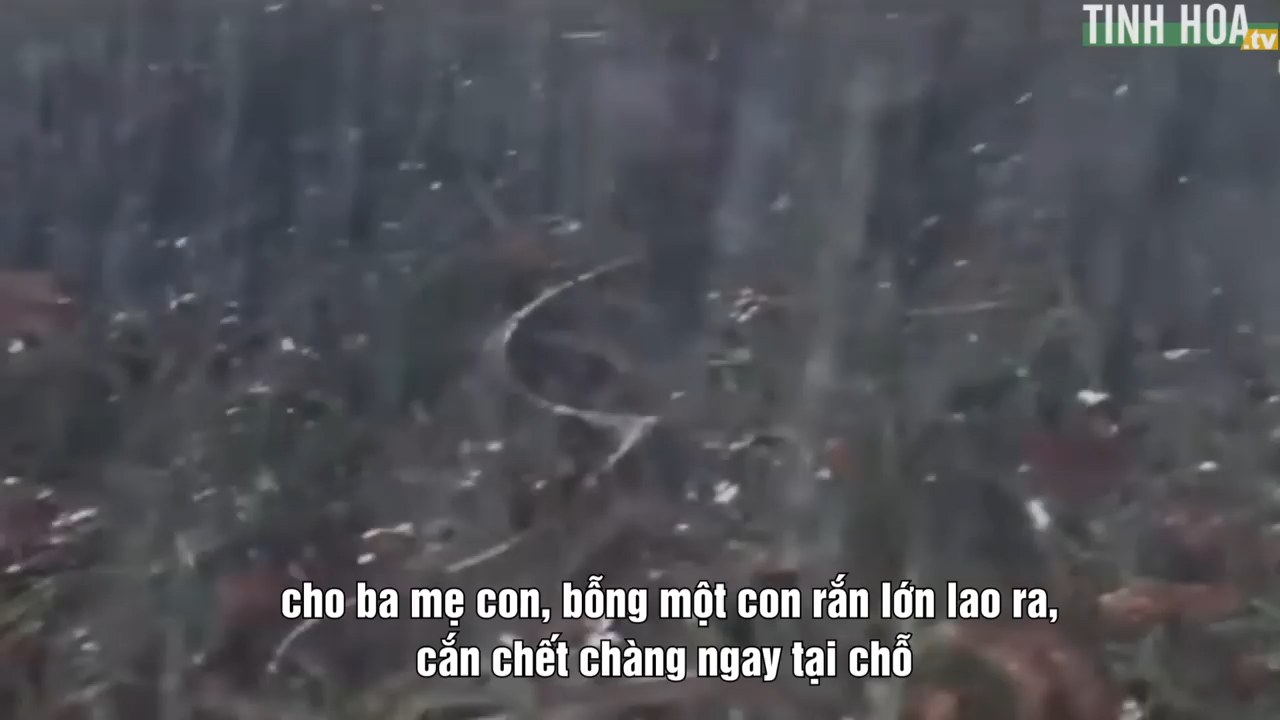 TINH HOA
.tv
cho ba mẹ con, bỗng một con rắn lớn lao ra,
cắn chết chàng ngay tại chỗ